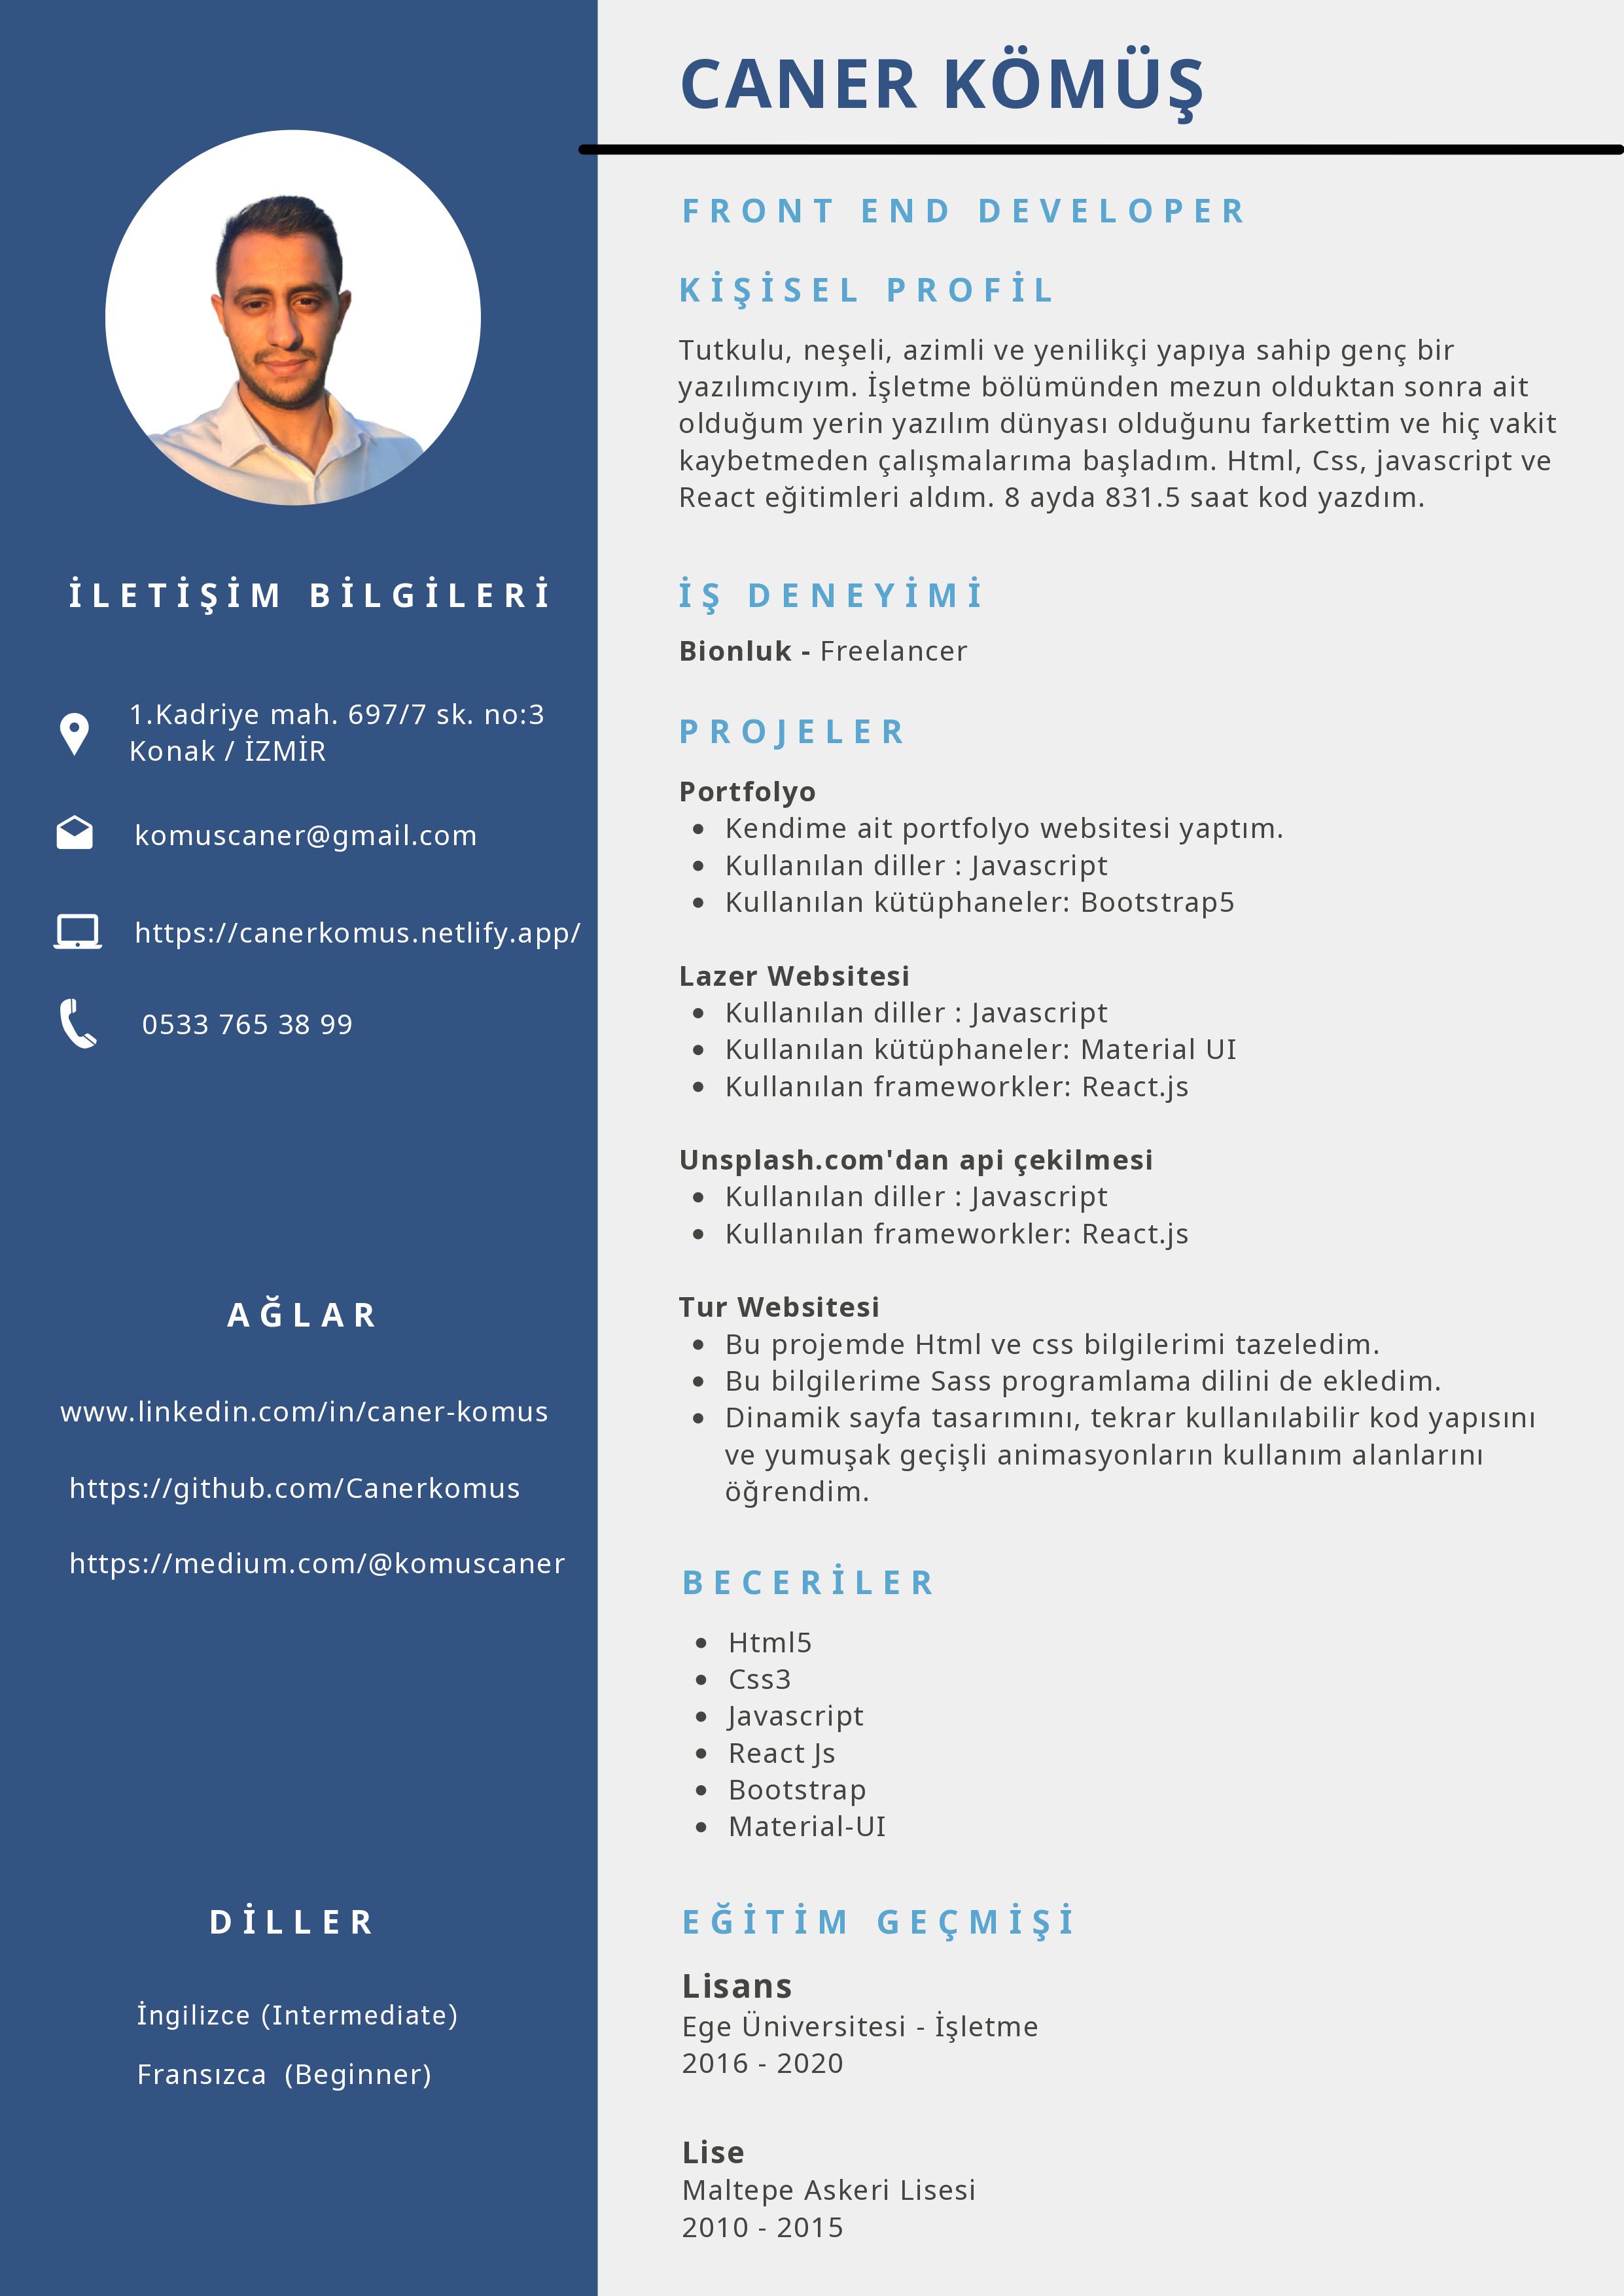 CANER KÖMÜŞ
FRONT END DEVELOPER
KİŞİSEL PROFİL
Tutkulu, neşeli, azimli ve yenilikçi yapıya sahip genç bir
yazılımcıyım. İşletme bölümünden mezun olduktan sonra ait
olduğum yerin yazılım dünyası olduğunu farkettim ve hiç vakit
kaybetmeden çalışmalarıma başladım. Html, Css, javascript ve
React eğitimleri aldım. 8 ayda 831.5 saat kod yazdım.
İLETİŞİM BİLGİLERİ
1.Kadriye mah. 697/7 sk. no:3
Konak / İZMİR
komuscaner@gmail.com
https://canerkomus.netlify.app/
0533 765 38 99
AĞLAR
www.linkedin.com/in/caner-komus
https://github.com/Canerkomus
https://medium.com/@komuscaner
DİLLER
İngilizce (Intermediate)
Fransızca (Beginner)
İŞ DENEYİMİ
Bionluk - Freelancer
PROJELER
Portfolyo
• Kendime ait portfolyo websitesi yaptım.
• Kullanılan diller : Javascript
• Kullanılan kütüphaneler: Bootstrap5
Lazer Websitesi
• Kullanılan diller : Javascript
• Kullanılan kütüphaneler: Material UI
• Kullanılan frameworkler: React.js
Unsplash.com'dan api çekilmesi
• Kullanılan diller : Javascript
• Kullanılan frameworkler: React.js
Tur Websitesi
• Bu projemde Html ve css bilgilerimi tazeledim.
• Bu bilgilerime Sass programlama dilini de ekledim.
• Dinamik sayfa tasarımını, tekrar kullanılabilir kod yapısını
ve yumuşak geçişli animasyonların kullanım alanlarını
öğrendim.
BECERİLER
• Html5
• Css3
• Javascript
• React Js
• Bootstrap
• Material-UI
EĞİTİM GEÇMİŞİ
Lisans
Ege Üniversitesi - İşletme
2016 - 2020
Lise
Maltepe Askeri Lisesi
2010 - 2015